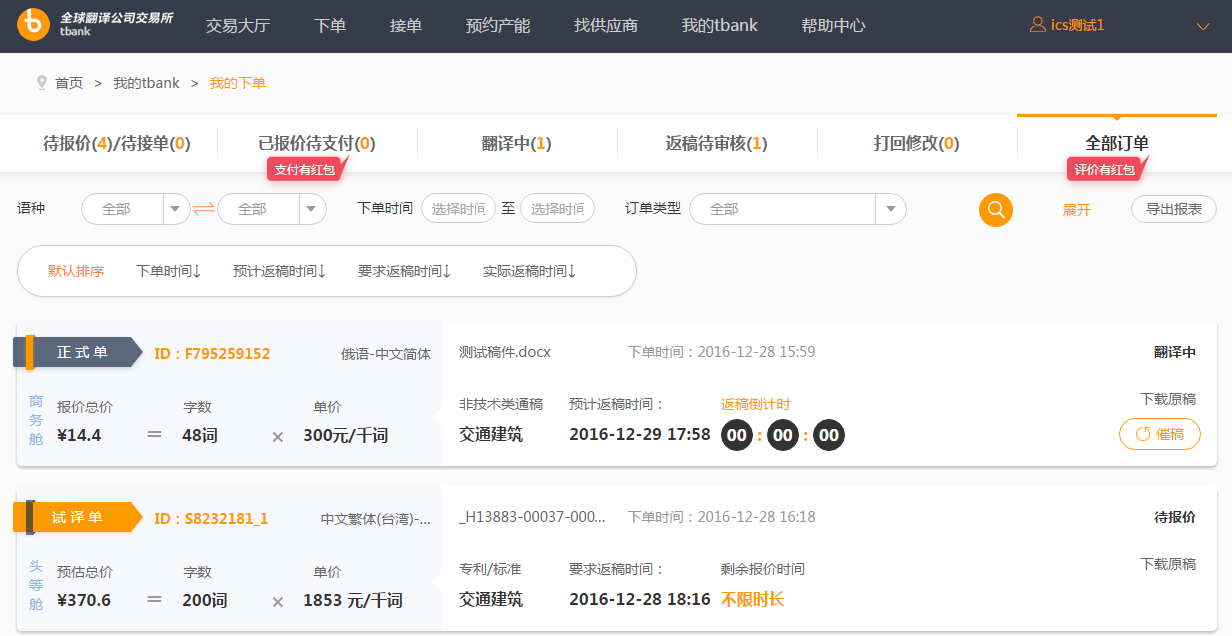 全球翻译公司交易所
tbank
交易大厅 下单 接单 预约产能 找供应商 我的tbank 帮助中心 ics测试1
首页 > 我的tbank > 我的下单
待报价(4)/待接单(0) 已报价待支付(0) 翻译中(1) 返稿待审核(1) 打回修改(0) 全部订单
支付有红包 评价有红包
语种 全部 全部 下单时间 选择时间 至 选择时间 订单类型 全部 展开 导出报表
默认排序 下单时间↓ 预计返稿时间↓ 要求返稿时间↓ 实际返稿时间↓
正式单 ID：F795259152 俄语-中文简体 测试稿件.docx 下单时间：2016-12-28 15:59 翻译中
商务舱 报价总价 字数 单价 非技术类通稿 预计返稿时间： 返稿倒计时 下载原稿
¥14.4 = 48词 × 300元/千词 交通建筑 2016-12-29 17:58 00 : 00 : 00 催稿
试译单 ID：S8232181_1 中文繁体(台湾)-... _H13883-00037-000... 下单时间：2016-12-28 16:18 待报价
头等舱 预估总价 字数 单价 专利/标准 要求返稿时间： 剩余报价时间 下载原稿
¥370.6 = 200词 × 1853 元/千词 交通建筑 2016-12-28 18:16 不限时长